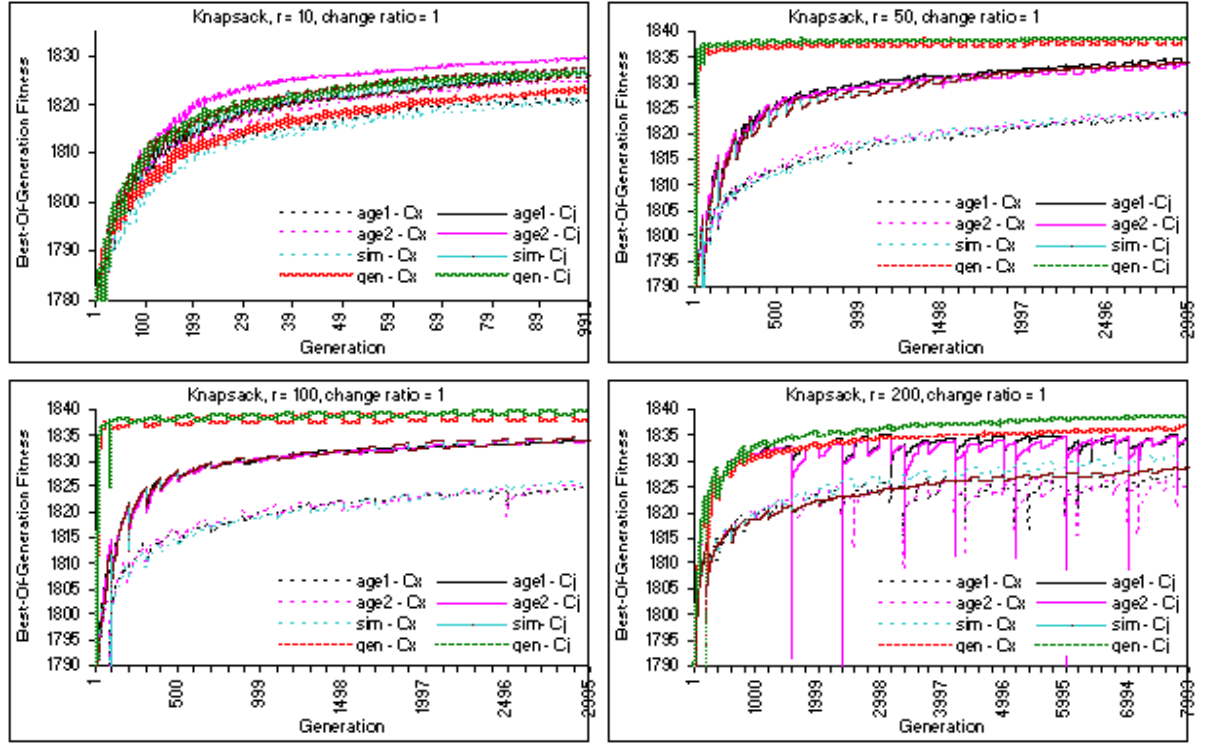 Knapsack, r= 10, change ratio = 1
Best-Of-Generation Fitness
1830
1820
1810
1800
1790
1780
age1 - Cx
age1 - Cj
age2 - Cx
age2 - Cj
sim - Cx
sim- Cj
gen - Cx
gen - Cj
1
100
199
29
39
49
59
69
79
89
991
Generation
Knapsack, r= 50, change ratio = 1
Best-Of-Generation Fitness
1840
1835
1830
1825
1820
1815
1810
1805
1800
1795
1790
age1 - Cx
age1 - Cj
age2 - Cx
age2 - Cj
sim - Cx
sim- Cj
gen - Cx
gen - Cj
1
500
999
1498
1997
2496
2995
Generation
Knapsack, r= 100, change ratio = 1
Best-Of-Generation Fitness
1840
1835
1830
1825
1820
1815
1810
1805
1800
1795
1790
age1 - Cx
age1 - Cj
age2 - Cx
age2 - Cj
sim - Cx
sim- Cj
gen - Cx
gen - Cj
1
500
999
1498
1997
2496
2995
Generation
Knapsack, r= 200, change ratio = 1
Best-Of-Generation Fitness
1840
1835
1830
1825
1820
1815
1810
1805
1800
1795
1790
age1 - Cx
age1 - Cj
age2 - Cx
age2 - Cj
sim - Cx
sim- Cj
gen - Cx
gen - Cj
1
1000
1999
2998
3997
4996
5995
6994
7993
Generation